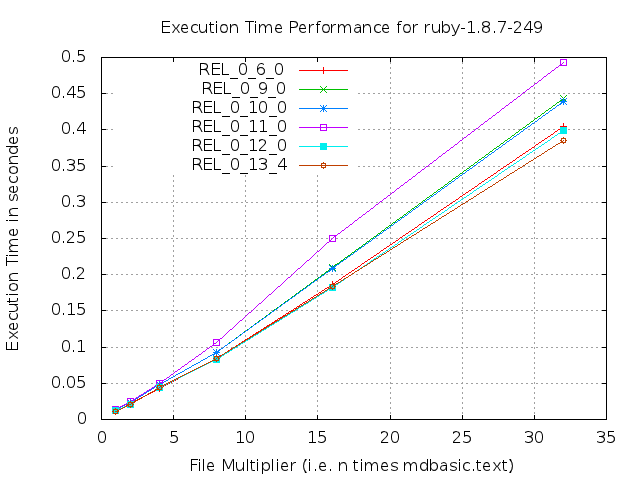 Execution Time Performance for ruby-1.8.7-249
0.5
0.45
0.4
0.35
0.3
0.25
0.2
0.15
0.1
0.05
0
Execution Time in secondes
REL_0_6_0
REL_0_9_0
REL_0_10_0
REL_0_11_0
REL_0_12_0
REL_0_13_4
0 5 10 15 20 25 30 35
File Multiplier (i.e. n times mdbasic.text)